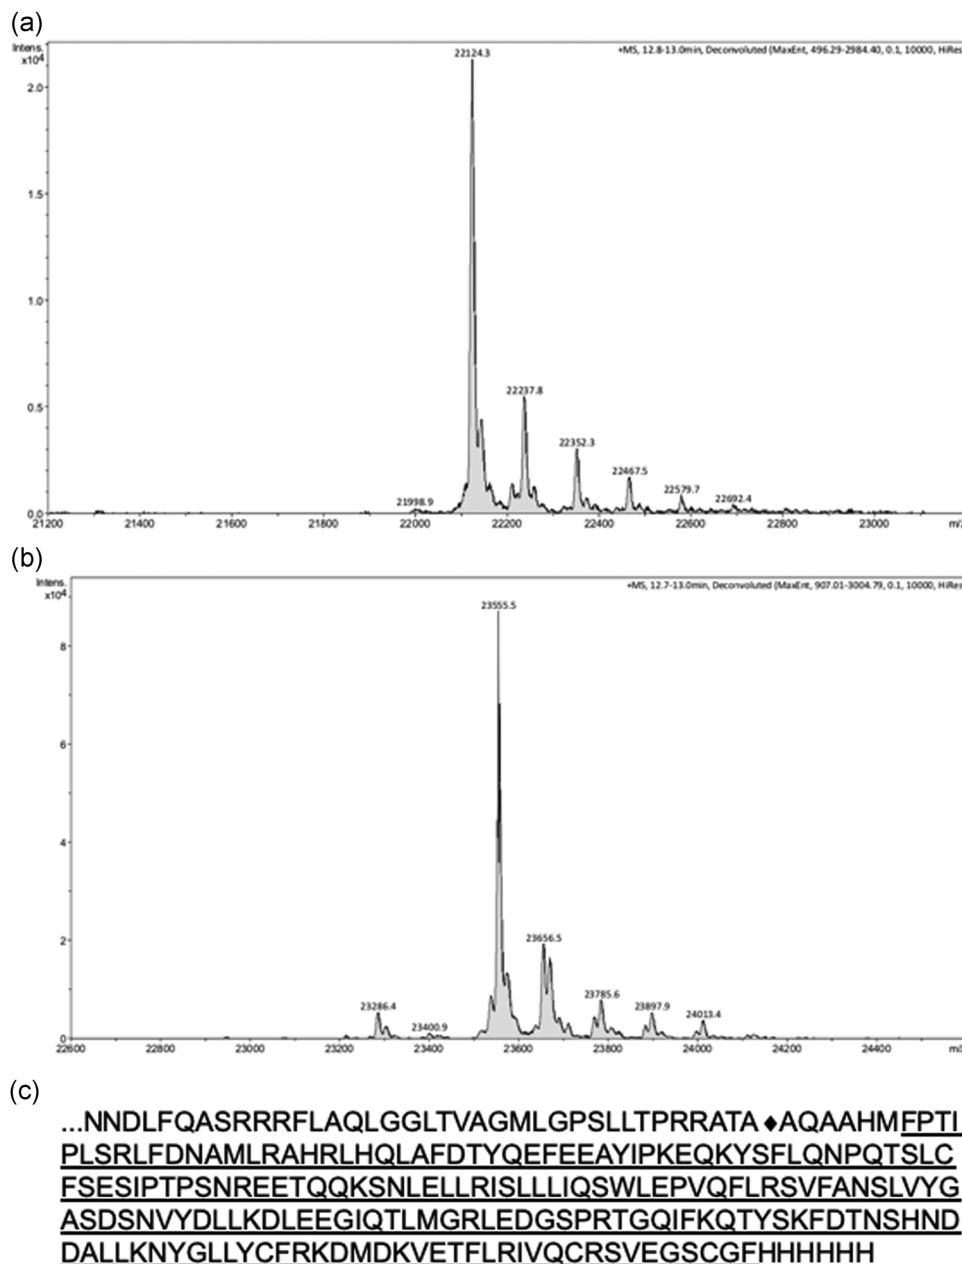 (a)
Intens.
x10⁴
+MS, 12.8-13.0min, Deconvoluted (MaxEnt, 496.29-2984.40, 0.1, 10000, HiRes
22124.3
2.0
1.5
1.0
22237.8
0.5
22352.3
22467.5
22579.7
22692.4
21998.9
0.0
21200
21400
21600
21800
22000
22200
22400
22600
22800
23000
m/z
(b)
Intens.
x10⁴
+MS, 12.7-13.0min, Deconvoluted (MaxEnt, 907.01-3004.79, 0.1, 10000, HiRes
23555.5
8
6
4
2
23656.5
23785.6
23897.9
24013.4
23286.4
23400.9
0
22600
22800
23000
23200
23400
23600
23800
24000
24200
24400
m/z
(c)
...NNDLFQASRRRFLAQLGGLTVAGMLGPSLLTPRRATA♦AQAAHMFPTI
PLSRLFDNAMLRAHRLHQLAFDTYQEFEEAYIPKEQKYSFLQNPQTSLC
FSESIPTPSNREETQQKSNLELLRISLLLIQSWLEPVQFLRSVFANSLVYG
ASDSNVYDLLKDLEEGIQTLMGRLEDGSPRTGQIFKQTYSKFDTNSHND
DALLKNYGLLYCFRKDMDKVETFLRIVQCRSVEGSCGFHHHHHH